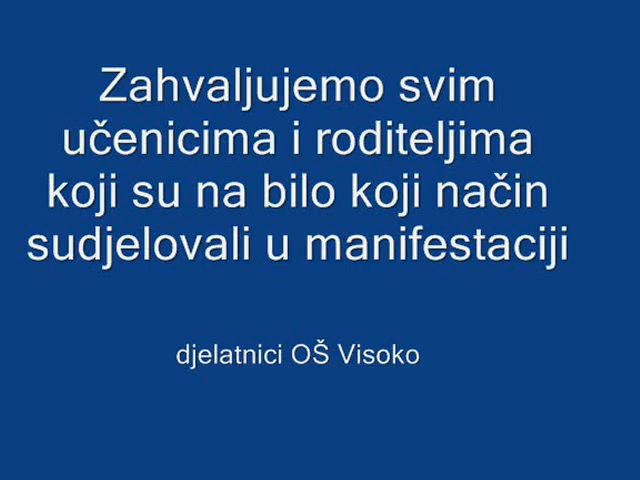 Zahvaljujemo svim
učenicima i roditeljima
koji su na bilo koji način
sudjelovali u manifestaciji
djelatnici OŠ Visoko